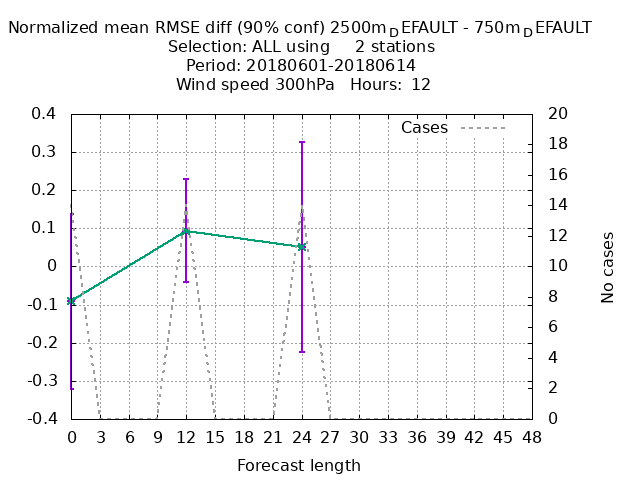 Normalized mean RMSE diff (90% conf) 2500mDEFAULT - 750mDEFAULT
Selection: ALL using 2 stations
Period: 20180601-20180614
Wind speed 300hPa Hours: 12
Cases
0.4
0.3
0.2
0.1
0
-0.1
-0.2
-0.3
-0.4
20
18
16
14
12
10
8
6
4
2
0
No cases
0 3 6 9 12 15 18 21 24 27 30 33 36 39 42 45 48
Forecast length